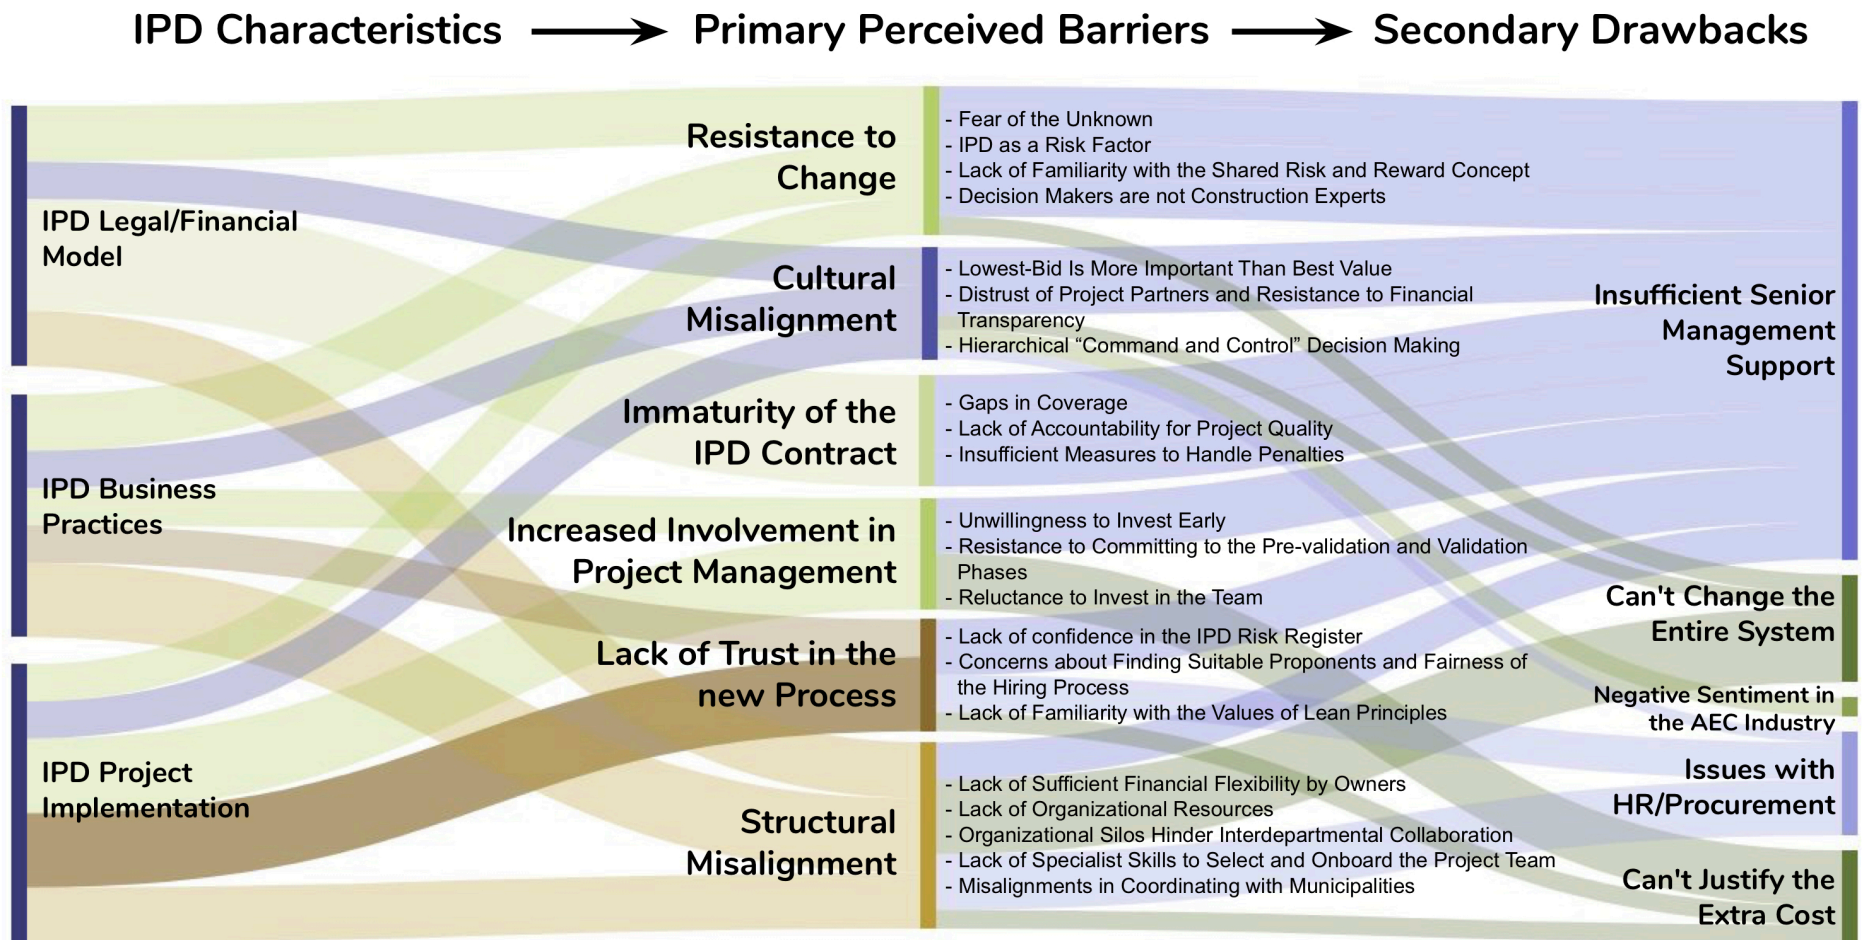 IPD Characteristics
Primary Perceived Barriers
Secondary Drawbacks
IPD Legal/Financial
Model
IPD Business
Practices
IPD Project
Implementation
Resistance to
Change
- Fear of the Unknown
- IPD as a Risk Factor
- Lack of Familiarity with the Shared Risk and Reward Concept
- Decision Makers are not Construction Experts
Cultural
Misalignment
- Lowest-Bid Is More Important Than Best Value
- Distrust of Project Partners and Resistance to Financial
Transparency
- Hierarchical “Command and Control” Decision Making
Immaturity of the
IPD Contract
- Gaps in Coverage
- Lack of Accountability for Project Quality
- Insufficient Measures to Handle Penalties
Increased Involvement in
Project Management
- Unwillingness to Invest Early
- Resistance to Committing to the Pre-validation and Validation
Phases
- Reluctance to Invest in the Team
Lack of Trust in the
new Process
- Lack of confidence in the IPD Risk Register
- Concerns about Finding Suitable Proponents and Fairness of
the Hiring Process
- Lack of Familiarity with the Values of Lean Principles
Structural
Misalignment
- Lack of Sufficient Financial Flexibility by Owners
- Lack of Organizational Resources
- Organizational Silos Hinder Interdepartmental Collaboration
- Lack of Specialist Skills to Select and Onboard the Project Team
- Misalignments in Coordinating with Municipalities
Insufficient Senior
Management
Support
Can't Change the
Entire System
Negative Sentiment in
the AEC Industry
Issues with
HR/Procurement
Can't Justify the
Extra Cost